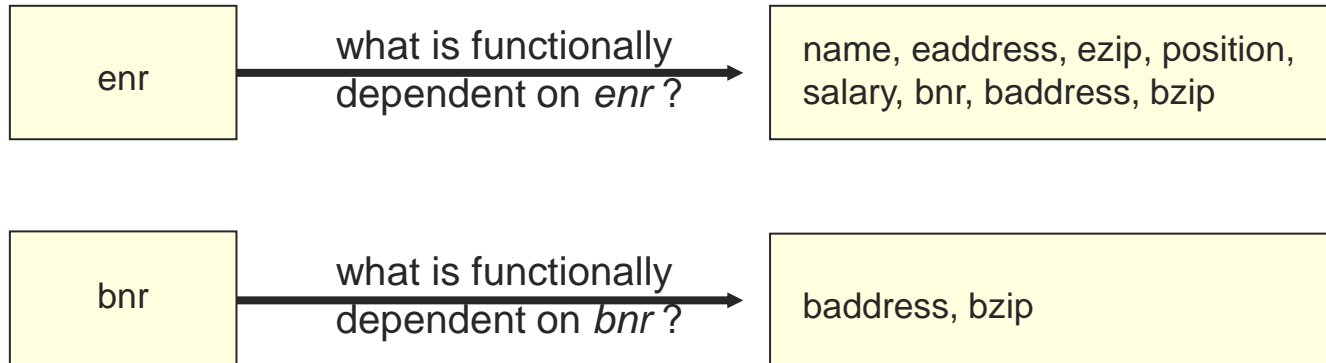 enr
what is functionally
dependent on enr ?
name, eaddress, ezip, position,
salary, bnr, baddress, bzip
bnr
what is functionally
dependent on bnr ?
baddress, bzip